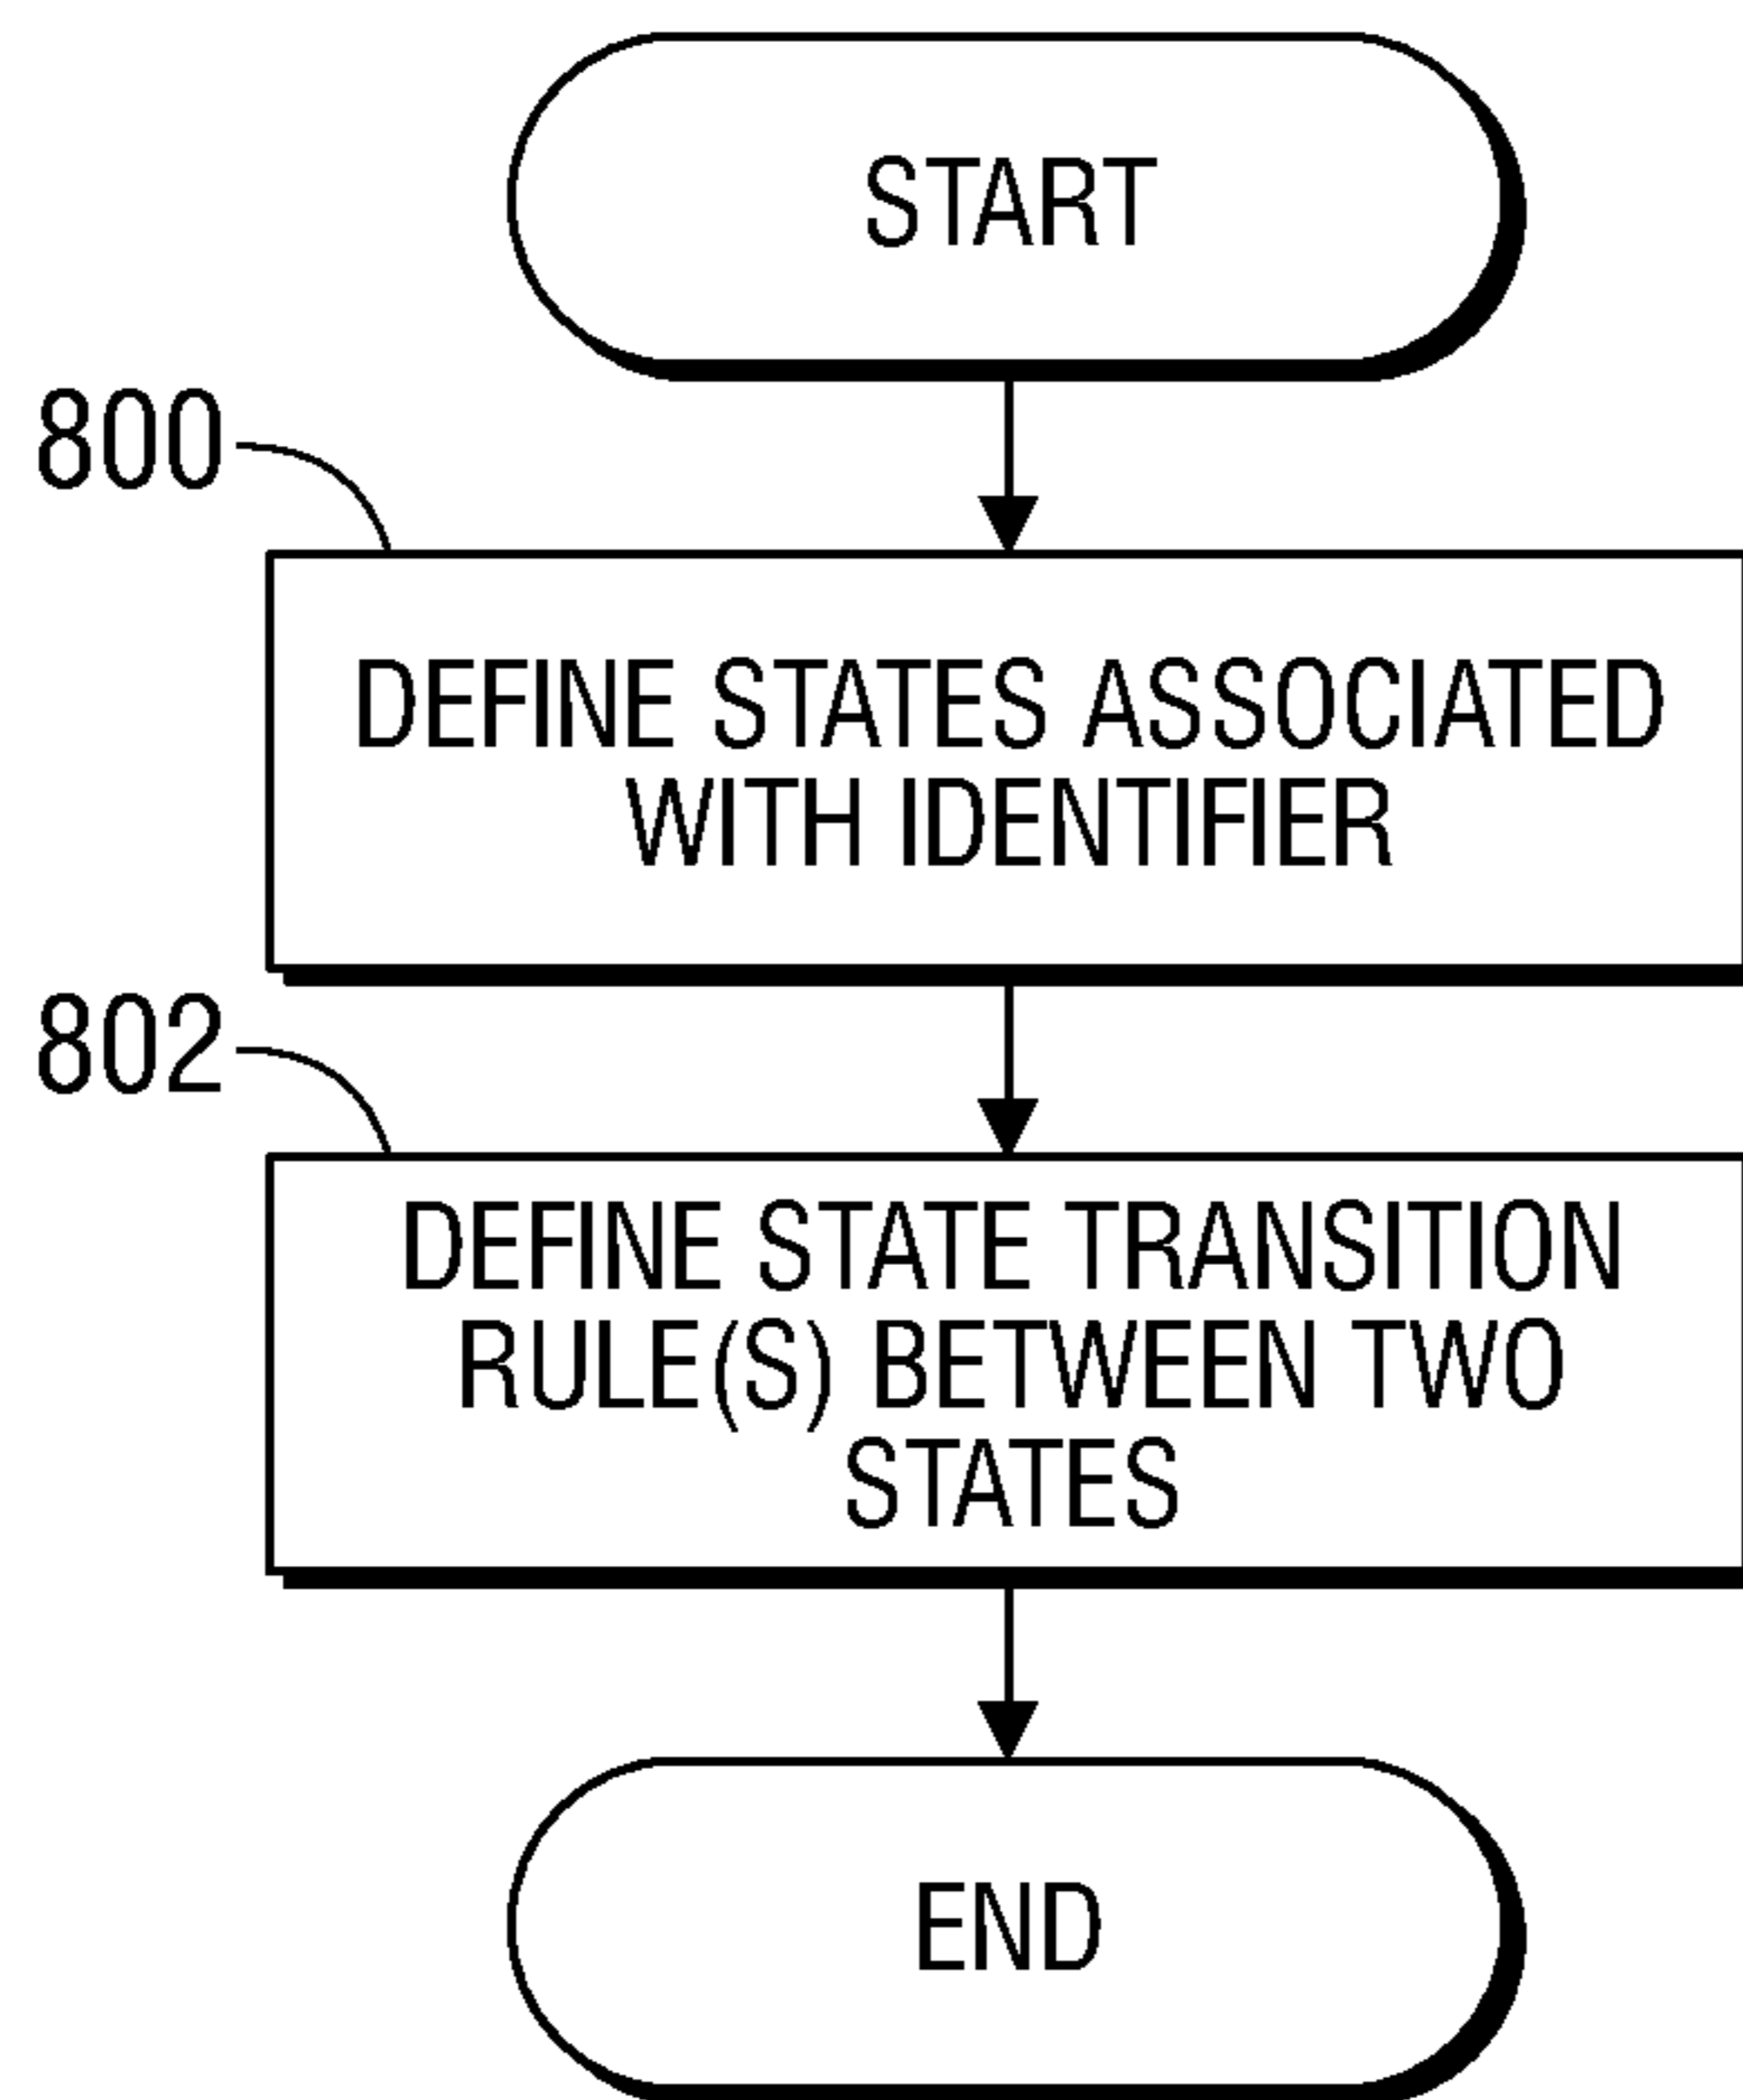 START
800
DEFINE STATES ASSOCIATED
WITH IDENTIFIER
802
DEFINE STATE TRANSITION
RULE(S) BETWEEN TWO
STATES
END